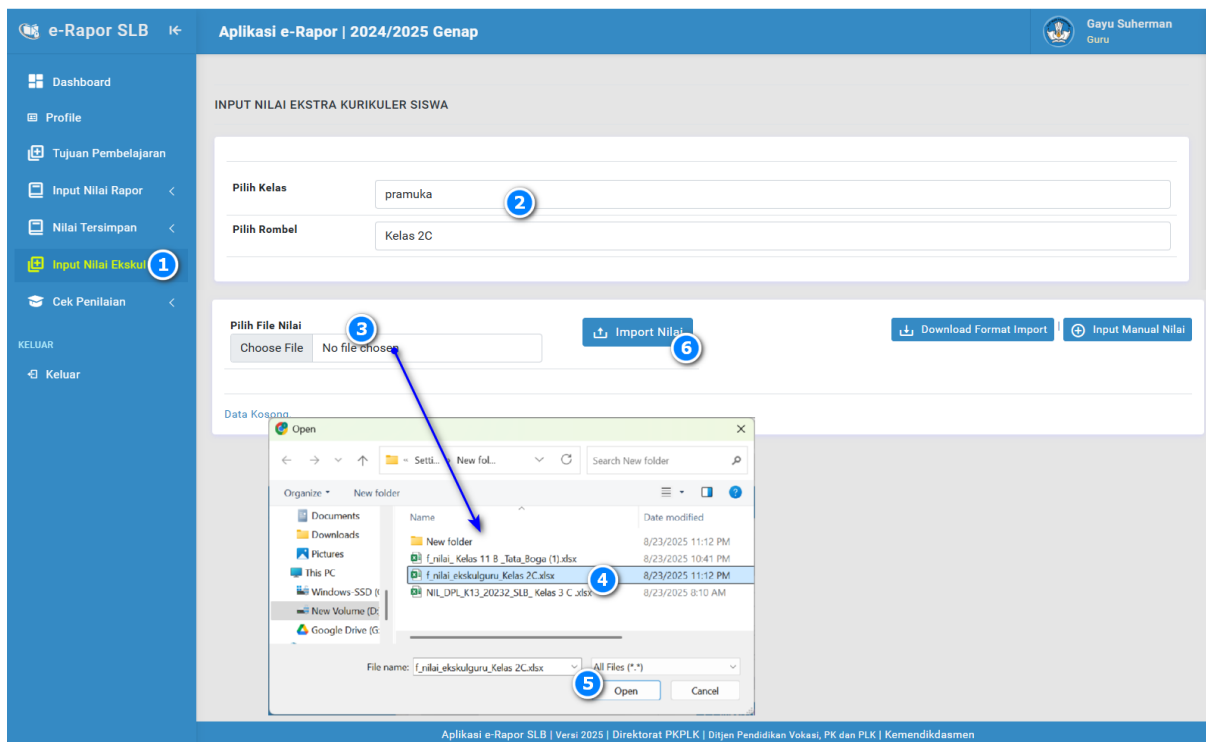 e-Rapor SLB
Aplikasi e-Rapor | 2024/2025 Genap
Gayu Suherman
Guru
Dashboard
Profile
Tujuan Pembelajaran
Input Nilai Rapor
Nilai Tersimpan
Input Nilai Ekskul
1
Cek Penilaian
KELUAR
Keluar
INPUT NILAI EKSTRA KURIKULER SISWA
Pilih Kelas
pramuka
2
Pilih Rombel
Kelas 2C
Pilih File Nilai
3
Choose File No file chosen
Import Nilai
6
Download Format Import | Input Manual Nilai
Data Kosong.
Open
« Setti... New fol... Search New folder
Organize New folder
Documents
Downloads
Pictures
This PC
Windows-SSD (
New Volume (D:
Google Drive (G:
Name Date modified
New folder 8/23/2025 11:12 PM
f_nilai_ Kelas 11 B _Tata_Boga (1).xlsx 8/23/2025 10:41 PM
f_nilai_ekskulguru_Kelas 2C.xlsx 4 8/23/2025 11:12 PM
NIL_DPL_K13_20232_SLB_ Kelas 3 C .xlsx 8/23/2025 8:10 AM
File name: f_nilai_ekskulguru_Kelas 2C.xlsx All Files (*.*)
5
Open Cancel
Aplikasi e-Rapor SLB | Versi 2025 | Direktorat PKPLK | Ditjen Pendidikan Vokasi, PK dan PLK | Kemendikdasmen